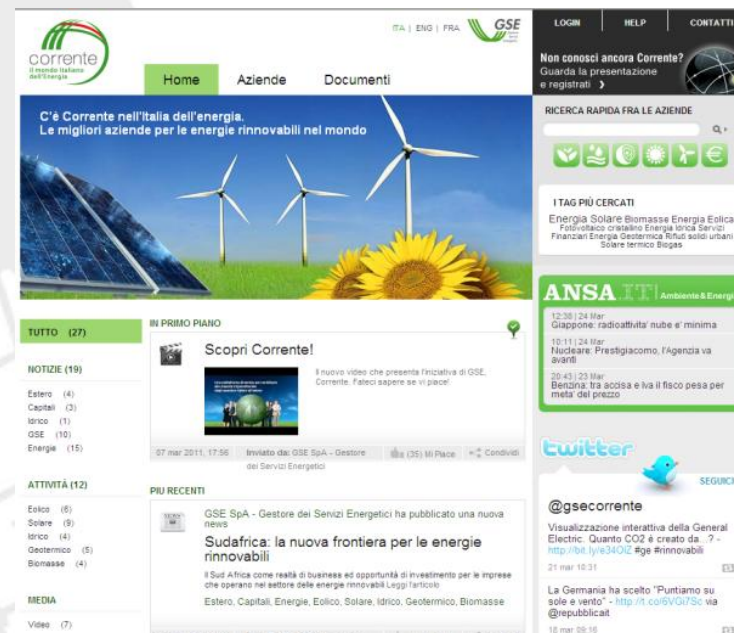 corrente
il mondo Italiano
dell'Energia
ITA | ENG | FRA
GSE
LOGIN
HELP
CONTATTI
Home
Aziende
Documenti
Non conosci ancora Corrente?
Guarda la presentazione
e registrati
C'è Corrente nell'Italia dell'energia.
Le migliori aziende per le energie rinnovabili nel mondo
RICERCA RAPIDA FRA LE AZIENDE
I TAG PIÙ CERCATI
Energia Solare Biomasse Energia Eolica
Fotovoltaico cristallino Energia Idrica Servizi
Finanziari Energia Geotermica Rifiuti solidi urbani
Solare termico Biogas
ANSA.IT Ambiente&Energia
12:38 | 24 Mar
Giappone: radioattivita' nube e' minima
10:11 | 24 Mar
Nucleare: Prestigiacomo, l'Agenzia va
avanti
20:43 | 23 Mar
Benzina: tra accisa e Iva il fisco pesa per
meta' del prezzo
TUTTO (27)
NOTIZIE (19)
Estero (4)
Capitali (3)
Idrico (1)
GSE (10)
Energie (15)
ATTIVITÀ (12)
Eolico (6)
Solare (9)
Idrico (4)
Geotermico (5)
Biomasse (4)
MEDIA
Video (7)
IN PRIMO PIANO
Scopri Corrente!
Il nuovo video che presenta l'iniziativa di GSE,
Corrente. Fateci sapere se vi piace!
07 mar 2011, 17:56
Inviato da: GSE SpA - Gestore
dei Servizi Energetici
(35) Mi Piace
Condividi
PIU RECENTI
GSE SpA - Gestore dei Servizi Energetici ha pubblicato una nuova
news
Sudafrica: la nuova frontiera per le energie
rinnovabili
Il Sud Africa come realtà di business ed opportunità di investimento per le imprese
che operano nel settore delle energie rinnovabili Leggi l'articolo
Estero, Capitali, Energie, Eolico, Solare, Idrico, Geotermico, Biomasse
twitter
SEGUICI
@gsecorrente
Visualizzazione interattiva della General
Electric. Quanto CO2 è creato da...? -
http://bit.ly/e34OIZ #ge #rinnovabili
21 mar 10:31
La Germania ha scelto "Puntiamo su
sole e vento" - http://t.co/6VGi7Sc via
@repubblicait
18 mar 09:16